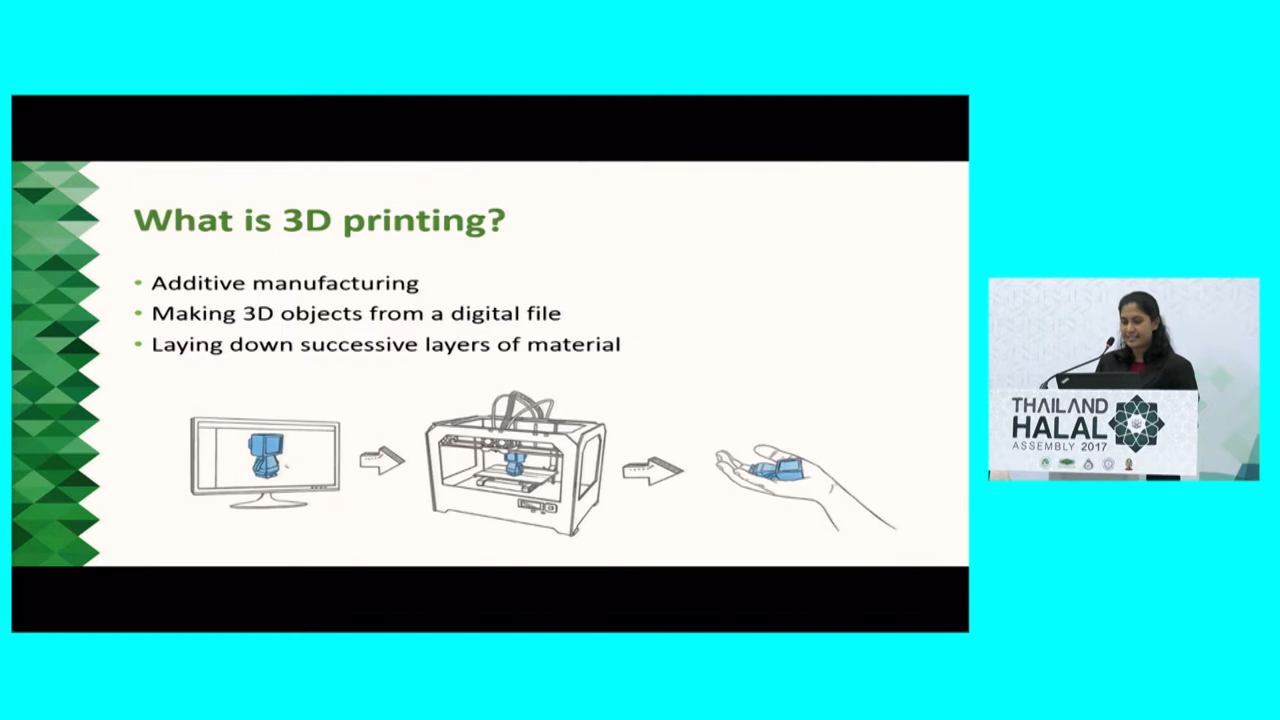 What is 3D printing?
• Additive manufacturing
• Making 3D objects from a digital file
• Laying down successive layers of material
THAILAND
HALAL
ASSEMBLY 2017